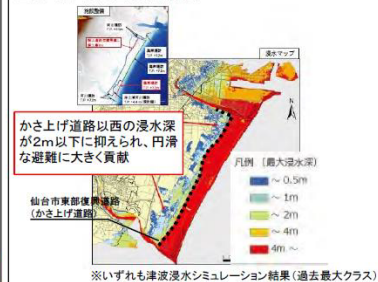 施設整備
浸水マップ
かさ上げ道路以西の浸水深
が2m以下に抑えられ、円滑
な避難に大きく貢献
仙台市東部復興道路
(かさ上げ道路)
凡例 (最大浸水深)
~ 0.5m
~ 1m
~ 2m
~ 4m
4m ~
※いずれも津波浸水シミュレーション結果(過去最大クラス)